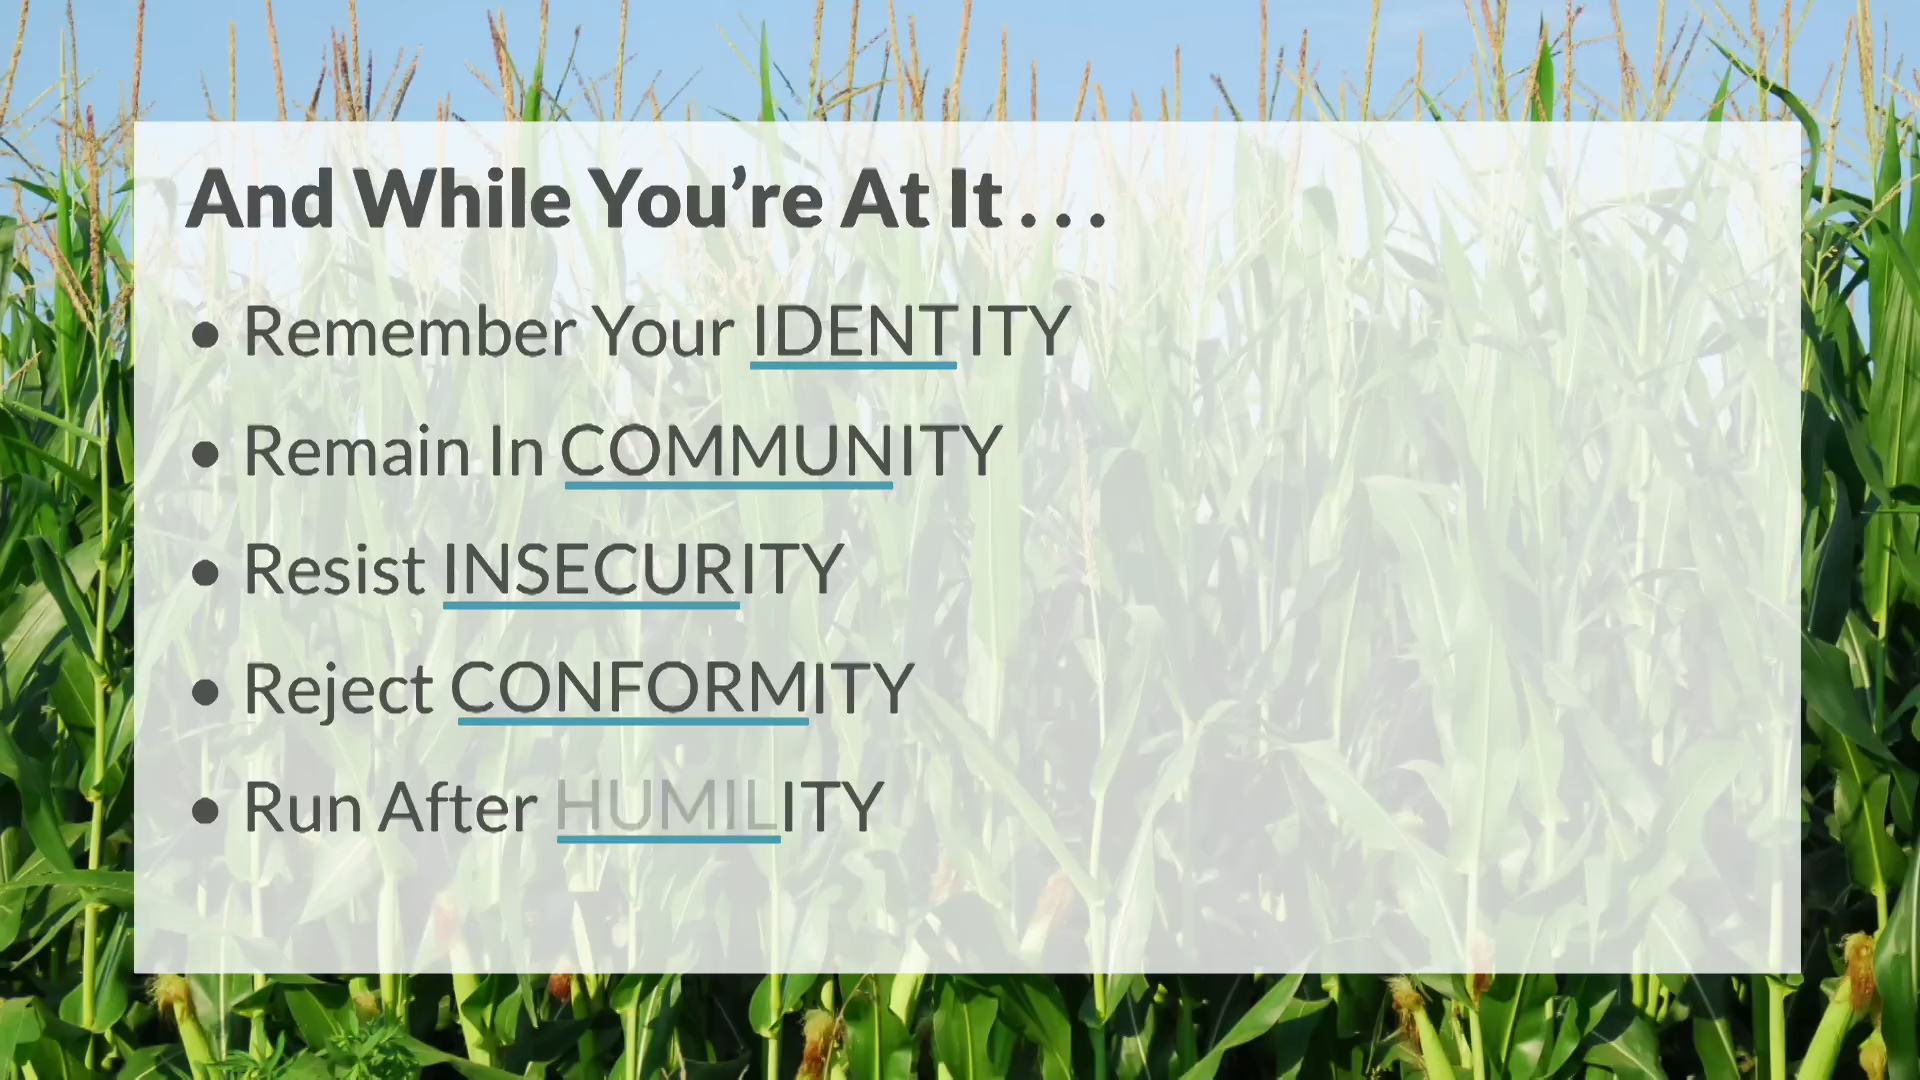 And While You’re At It . . .
• Remember Your IDENTITY
• Remain In COMMUNITY
• Resist INSECURITY
• Reject CONFORMITY
• Run After HUMILITY